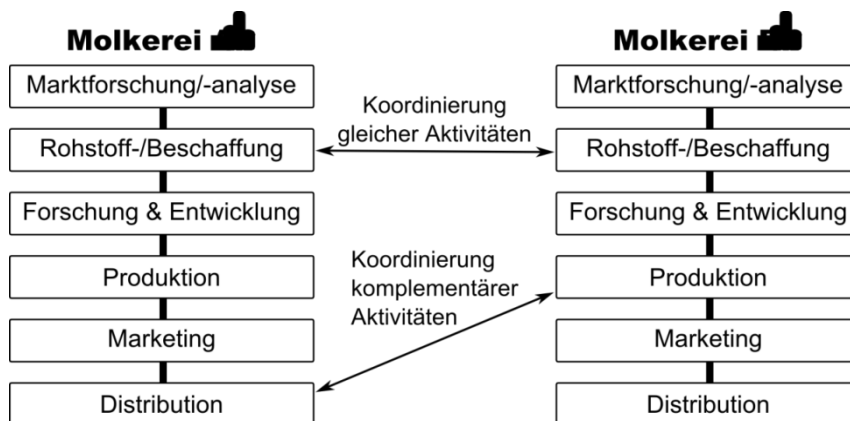 Molkerei
Marktforschung/-analyse
Rohstoff-/Beschaffung
Forschung & Entwicklung
Produktion
Marketing
Distribution
Koordinierung
gleicher Aktivitäten
Koordinierung
komplementärer
Aktivitäten
Molkerei
Marktforschung/-analyse
Rohstoff-/Beschaffung
Forschung & Entwicklung
Produktion
Marketing
Distribution